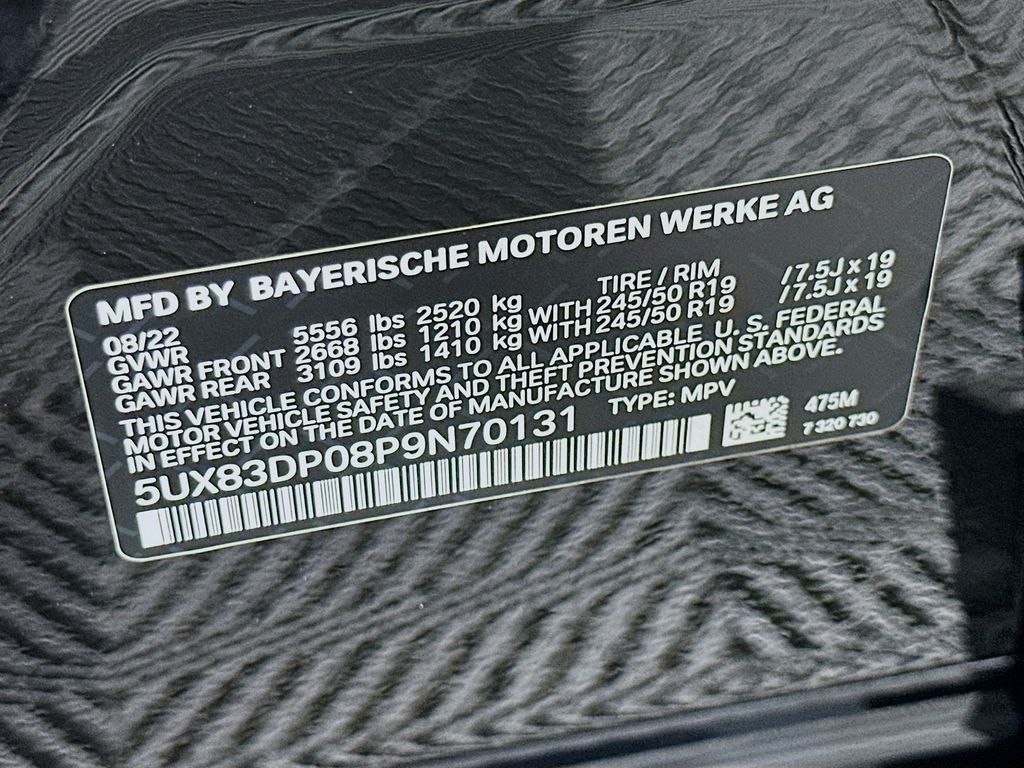 MFD BY BAYERISCHE MOTOREN WERKE AG
08/22 TIRE / RIM
GVWR 5556 lbs 2520 kg
GAWR FRONT 2668 lbs 1210 kg WITH 245/50 R19 / 7.5J x 19
GAWR REAR 3109 lbs 1410 kg WITH 245/50 R19 / 7.5J x 19
THIS VEHICLE CONFORMS TO ALL APPLICABLE U. S. FEDERAL
MOTOR VEHICLE SAFETY AND THEFT PREVENTION STANDARDS
IN EFFECT ON THE DATE OF MANUFACTURE SHOWN ABOVE.
5UX83DP08P9N70131 TYPE: MPV
475M
7 320 730